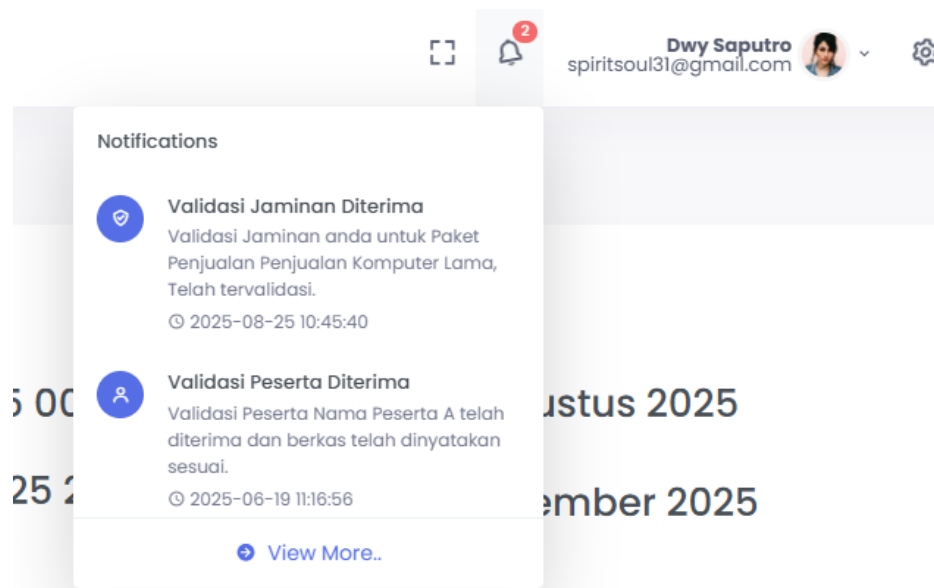 2
Dwy Saputro
spiritsoul31@gmail.com
Notifications
Validasi Jaminan Diterima
Validasi Jaminan anda untuk Paket
Penjualan Penjualan Komputer Lama,
Telah tervalidasi.
2025-08-25 10:45:40
Validasi Peserta Diterima
Validasi Peserta Nama Peserta A telah
diterima dan berkas telah dinyatakan
sesuai.
2025-06-19 11:16:56
View More..
2025
2025